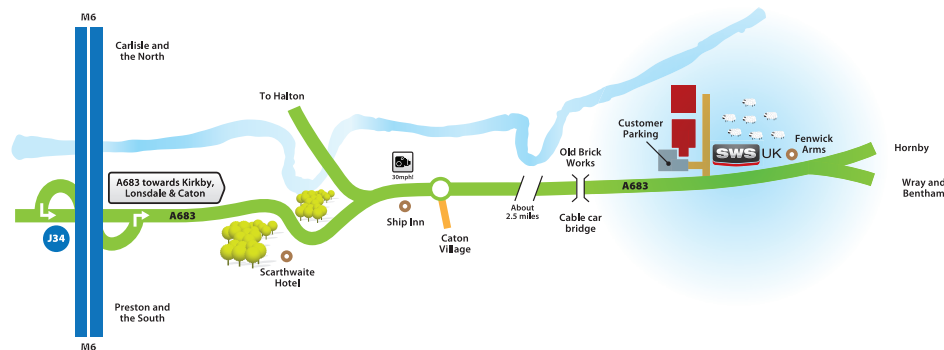 M6
Carlisle and
the North
To Halton
Customer
Parking
SWS UK
Fenwick
Arms
Hornby
Old Brick
Works
30mph!
A683 towards Kirkby,
Lonsdale & Caton
A683
A683
Wray and
Bentham
About
2.5 miles
Ship Inn
Cable car
bridge
J34
Caton
Village
Scarthwaite
Hotel
Preston and
the South
M6